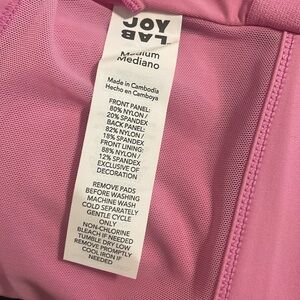 JOY
LAB
Medium
Mediano
Made in Cambodia
Hecho en Camboya
FRONT PANEL:
80% NYLON /
20% SPANDEX
BACK PANEL:
82% NYLON /
18% SPANDEX
FRONT LINING:
88% NYLON /
12% SPANDEX
EXCLUSIVE OF
DECORATION
REMOVE PADS
BEFORE WASHING
MACHINE WASH
COLD SEPARATELY
GENTLE CYCLE
ONLY
NON-CHLORINE
BLEACH IF NEEDED
TUMBLE DRY LOW
REMOVE PROMPTLY
COOL IRON IF
NEEDED